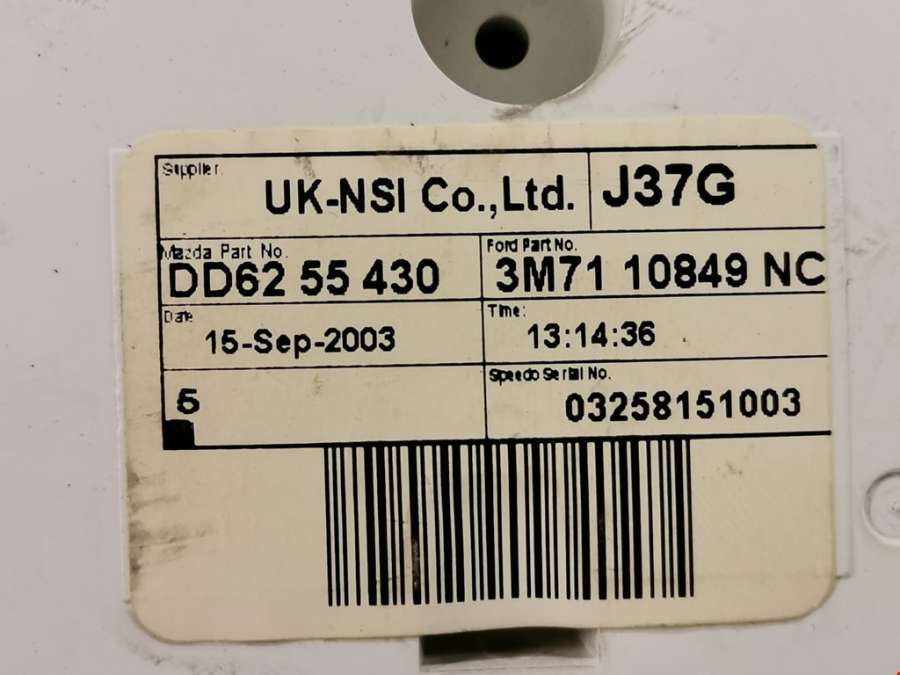 Supplier:
UK-NSI Co.,Ltd. J37G
Mazda Part No. Ford Part No.
DD62 55 430 3M71 10849 NC
Date Time:
15-Sep-2003 13:14:36
Speedo Serial No.
5 03258151003